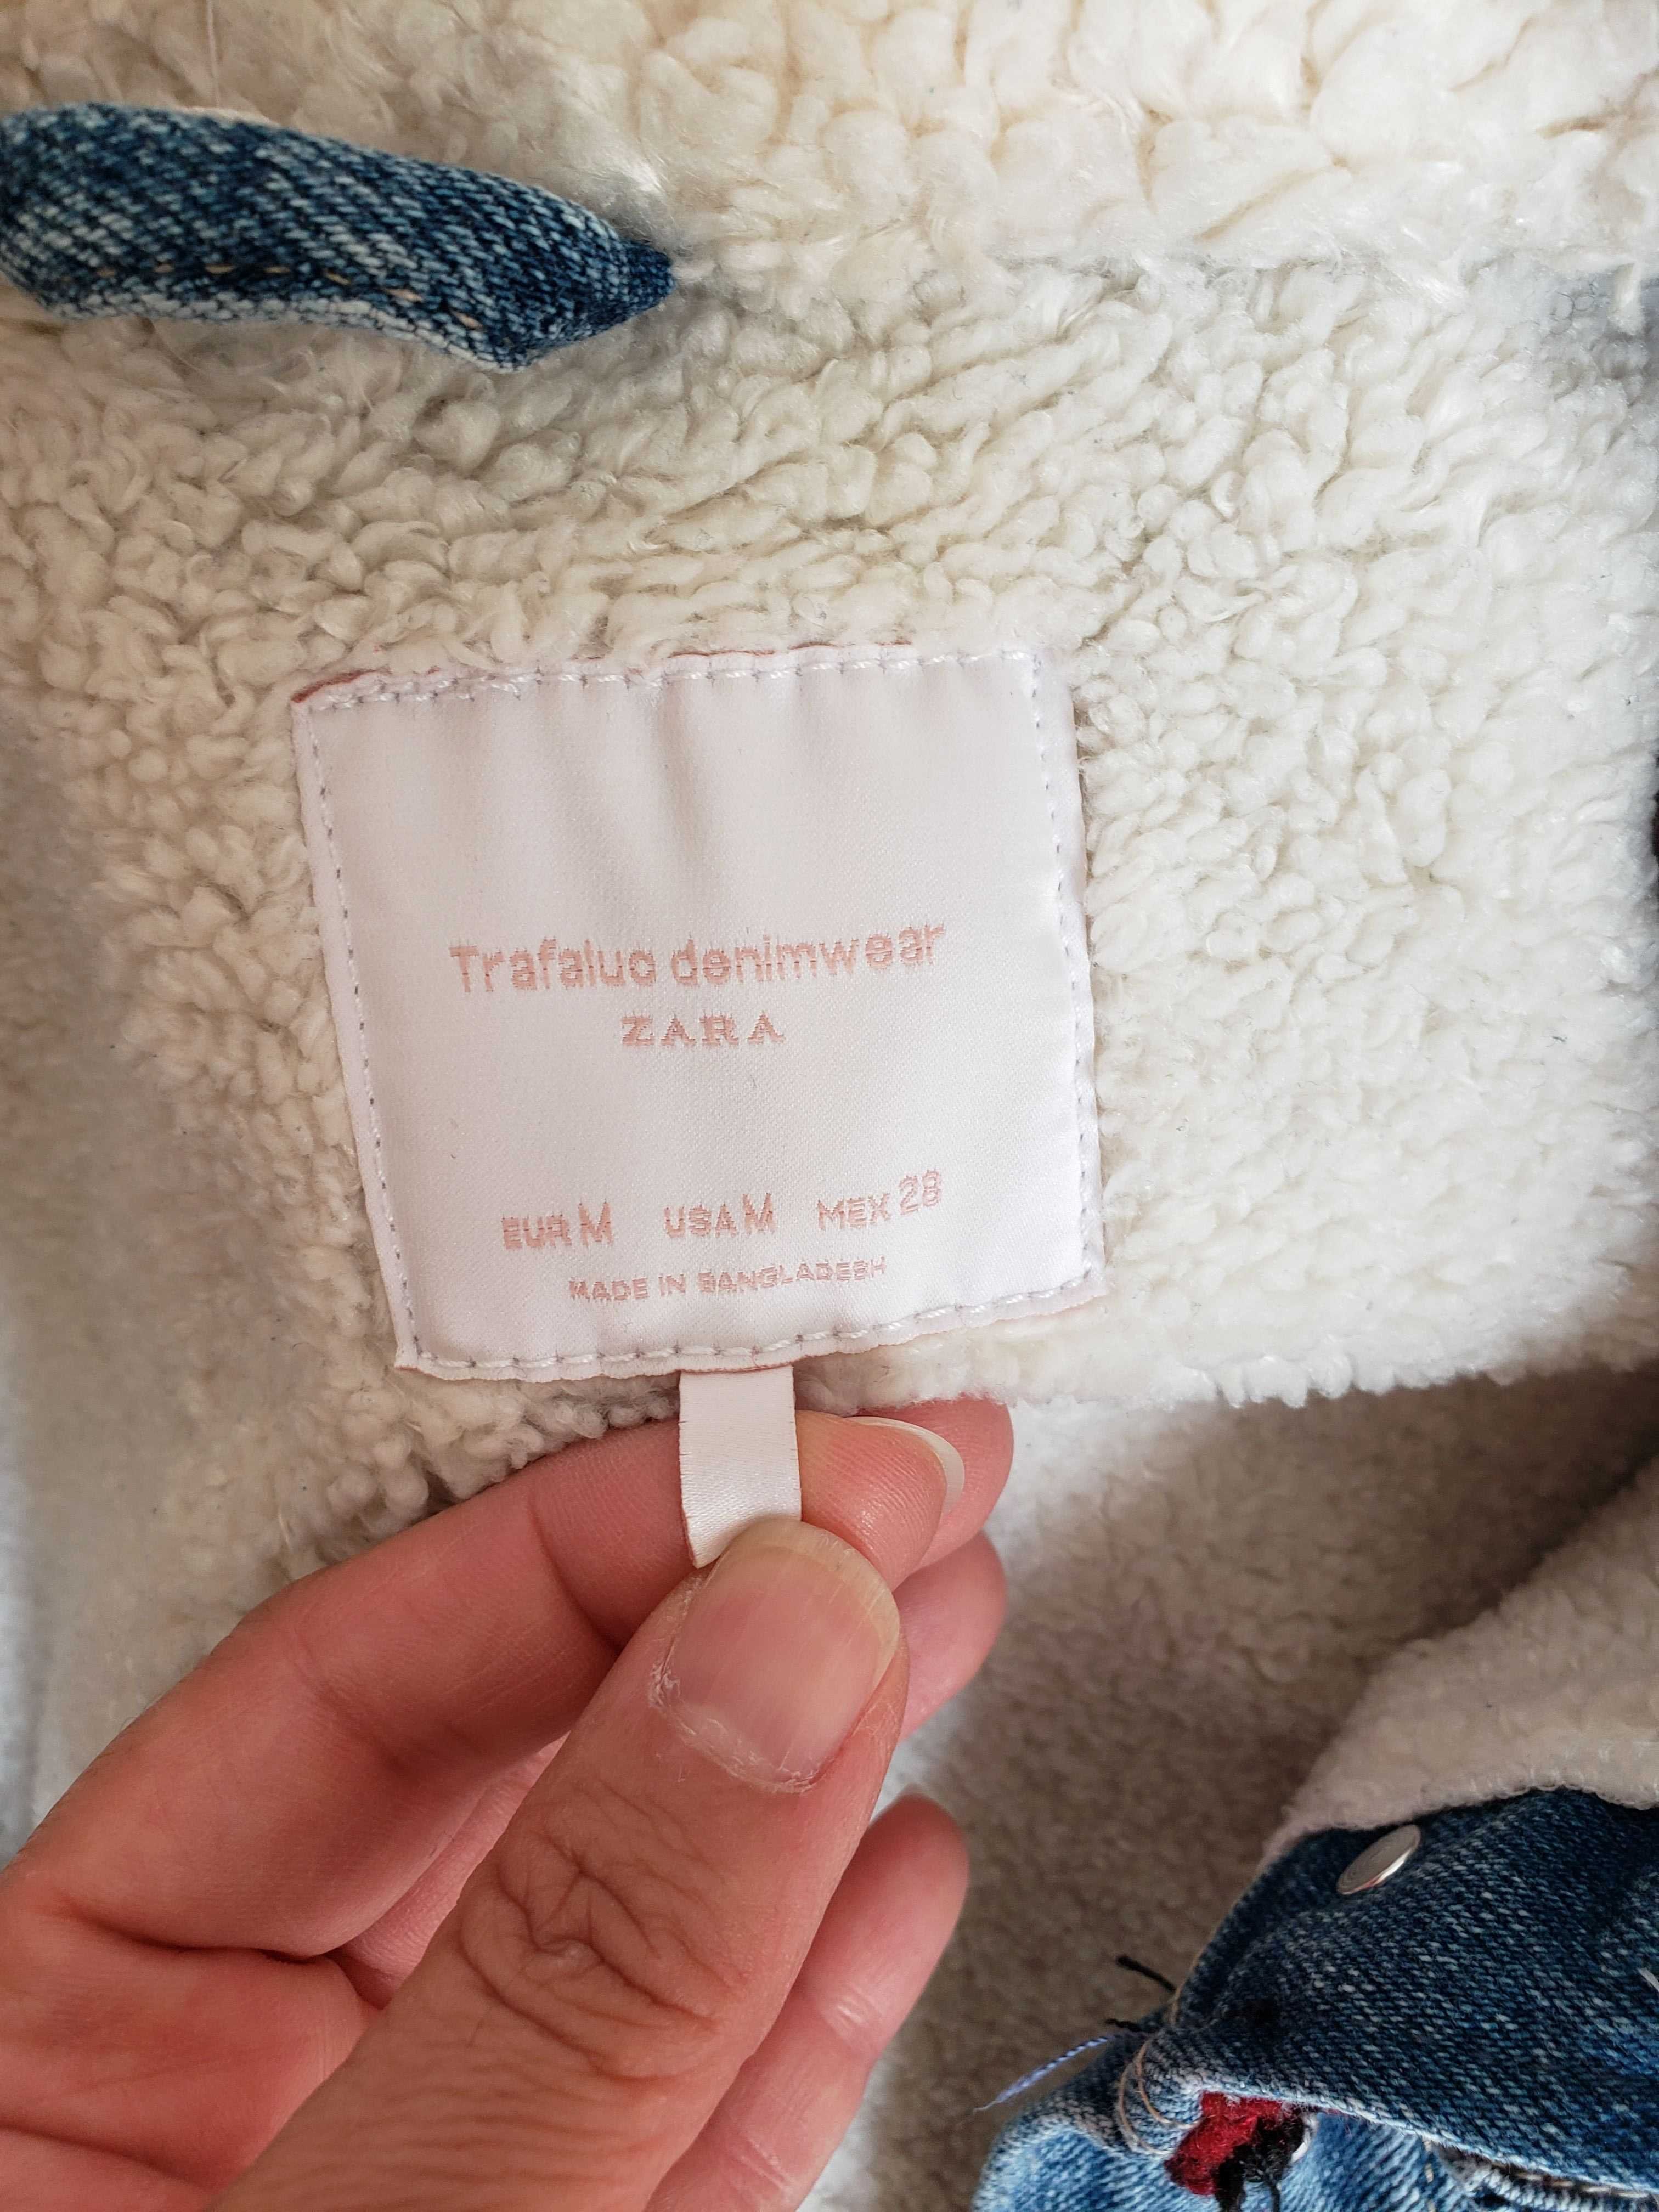 Trafaluc denimwear
ZARA
EUR M USA M MEX 28
MADE IN BANGLADESH